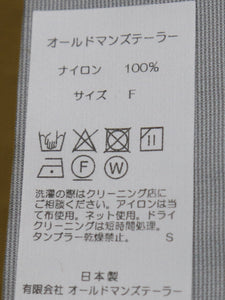 オールドマンズテーラー
ナイロン 100%
サイズ F
F W
洗濯の際はクリーニング店に
ご相談ください。アイロンは当
て布使用。ネット使用。ドライ
クリーニングは短時間処理。
タンブラー乾燥禁止。 S
日本製
有限会社 オールドマンズテーラー